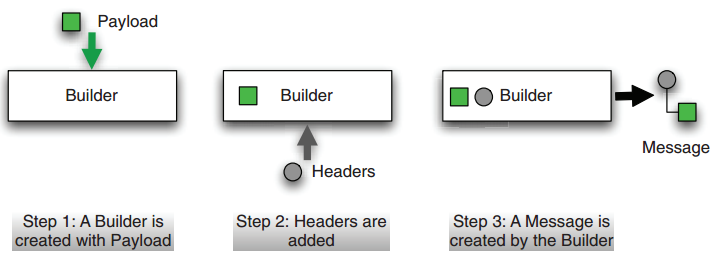 Payload
Builder
Builder
Headers
Builder
Message
Step 1: A Builder is
created with Payload
Step 2: Headers are
added
Step 3: A Message is
created by the Builder